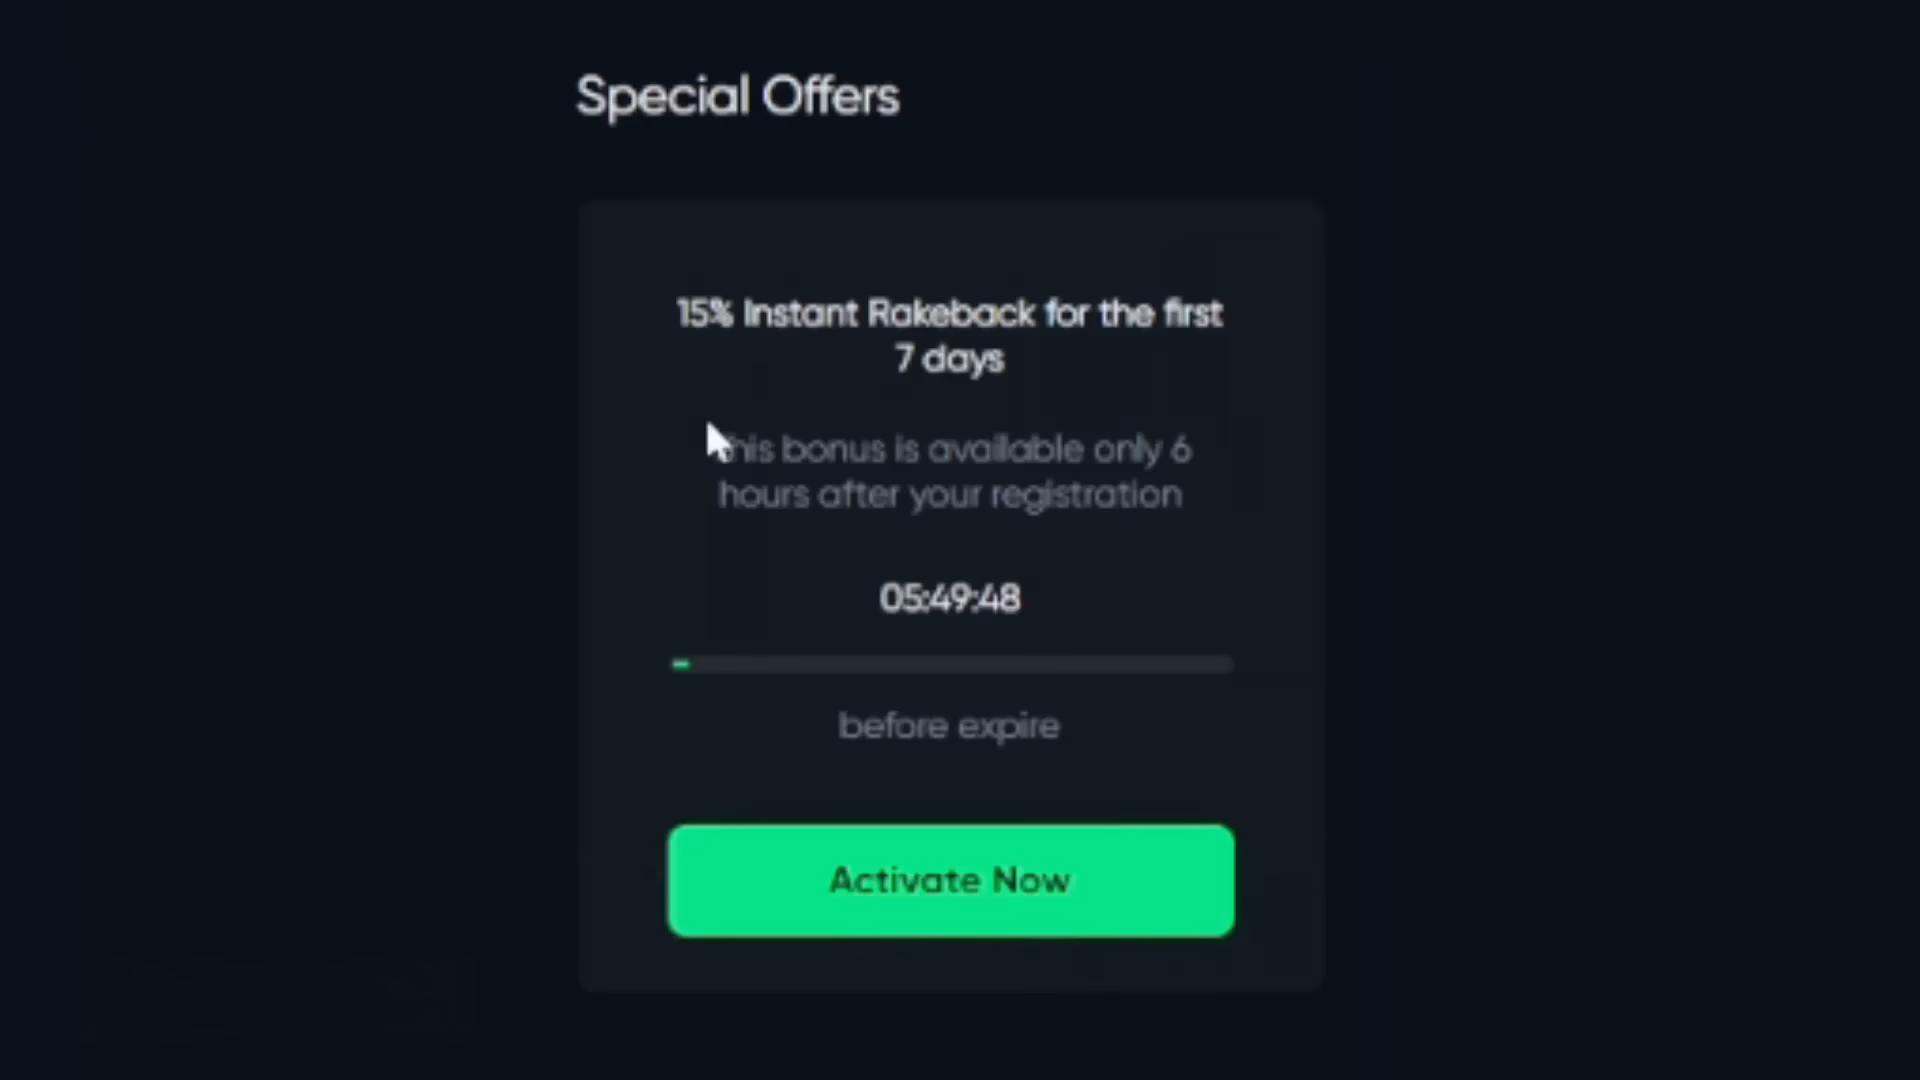 Special Offers
15% Instant Rakeback for the first
7 days
this bonus is available only 6
hours after your registration
05:49:48
before expire
Activate Now